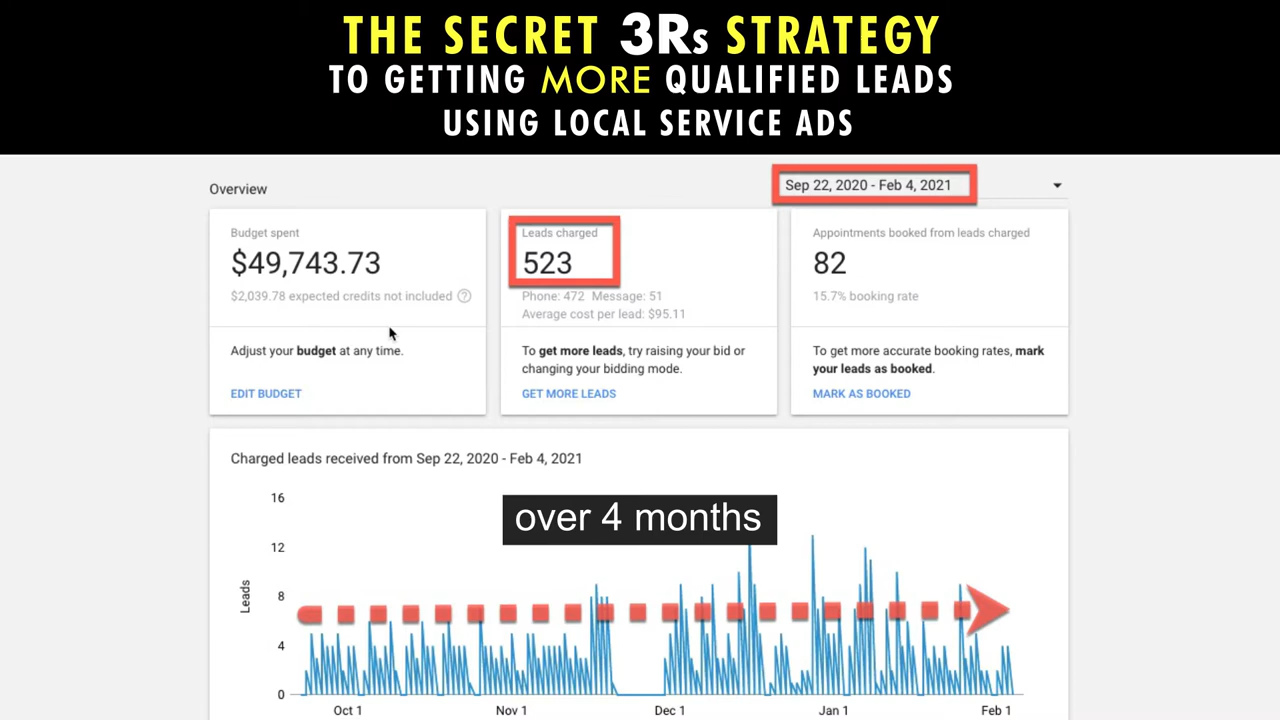 THE SECRET 3Rs STRATEGY
TO GETTING MORE QUALIFIED LEADS
USING LOCAL SERVICE ADS
Overview
Sep 22, 2020 - Feb 4, 2021
Budget spent
$49,743.73
$2,039.78 expected credits not included
Adjust your budget at any time.
EDIT BUDGET
Leads charged
523
Phone: 472 Message: 51
Average cost per lead: $95.11
To get more leads, try raising your bid or
changing your bidding mode.
GET MORE LEADS
Appointments booked from leads charged
82
15.7% booking rate
To get more accurate booking rates, mark
your leads as booked.
MARK AS BOOKED
Charged leads received from Sep 22, 2020 - Feb 4, 2021
over 4 months
Leads
16
12
8
4
0
Oct 1 Nov 1 Dec 1 Jan 1 Feb 1